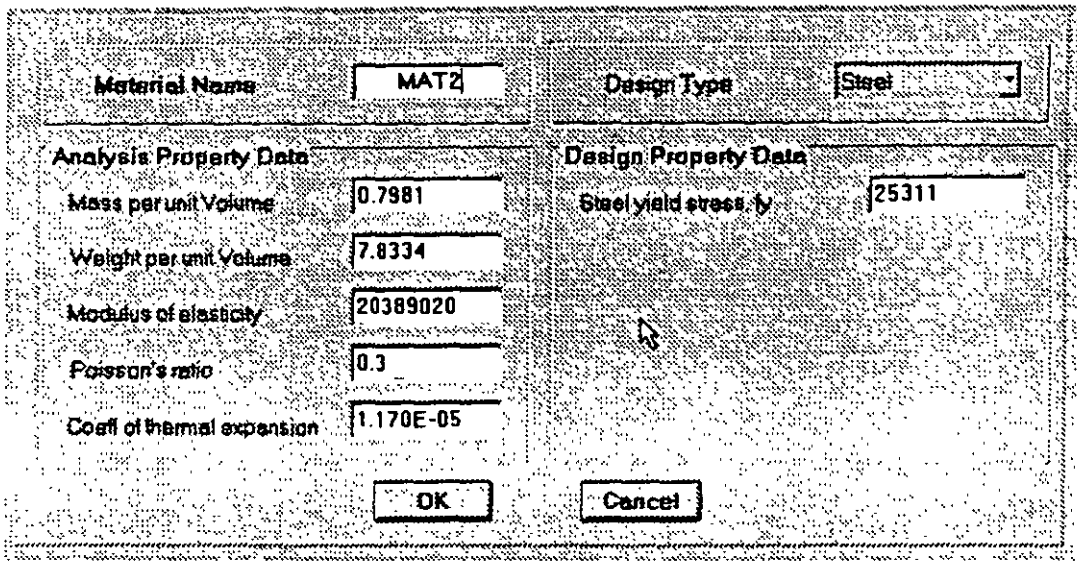 Material Name MAT2 Design Type Steel
Analysis Property Data
Mass per unit Volume 0.7981
Weight per unit Volume 7.8334
Modulus of elasticity 20389020
Poisson's ratio 0.3
Coeff of thermal expansion 1.170E-05
Design Property Data
Steel yield stress, fy 25311
OK Cancel